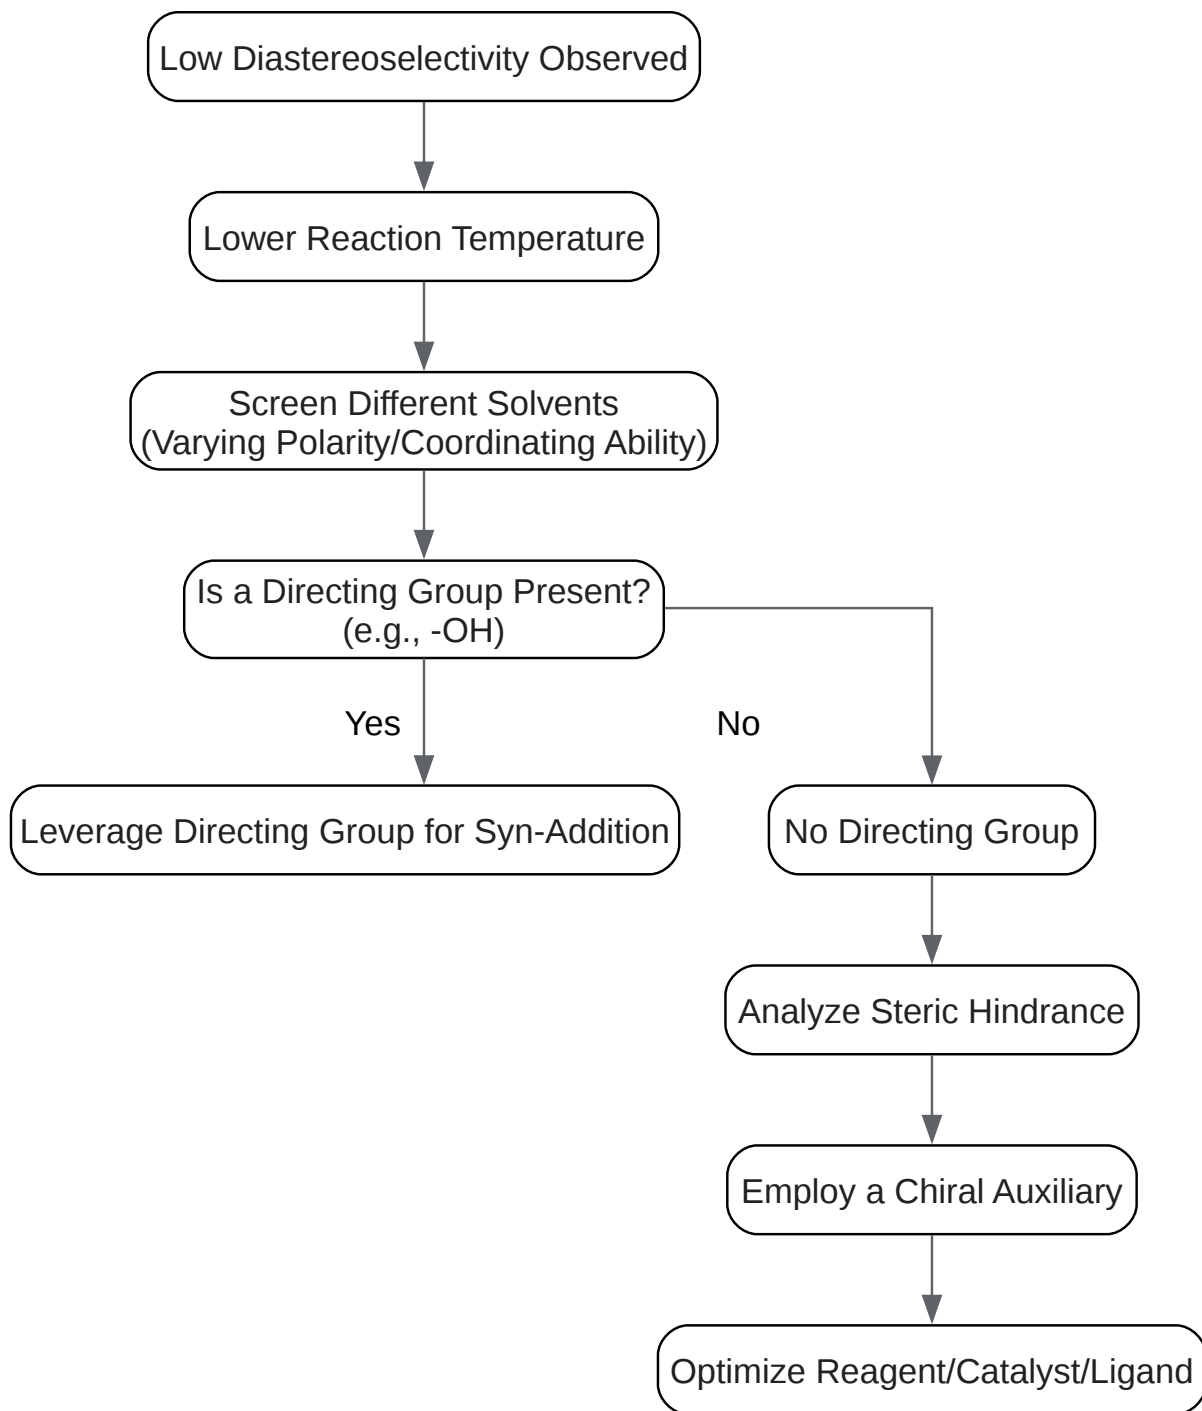 Low Diastereoselectivity Observed
Lower Reaction Temperature
Screen Different Solvents
(Varying Polarity/Coordinating Ability)
Is a Directing Group Present?
(e.g., -OH)
Yes
No
Leverage Directing Group for Syn-Addition
No Directing Group
Analyze Steric Hindrance
Employ a Chiral Auxiliary
Optimize Reagent/Catalyst/Ligand